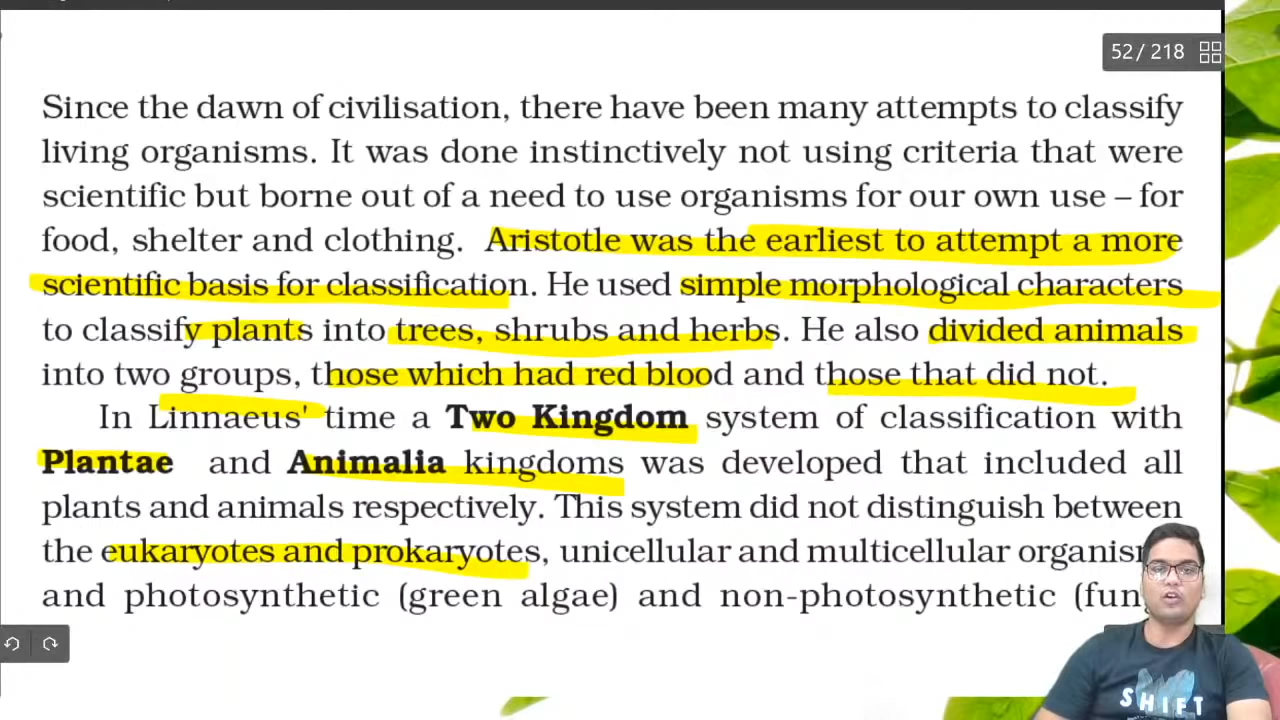 52 / 218
Since the dawn of civilisation, there have been many attempts to classify
living organisms. It was done instinctively not using criteria that were
scientific but borne out of a need to use organisms for our own use – for
food, shelter and clothing. Aristotle was the earliest to attempt a more
scientific basis for classification. He used simple morphological characters
to classify plants into trees, shrubs and herbs. He also divided animals
into two groups, those which had red blood and those that did not.
In Linnaeus' time a Two Kingdom system of classification with
Plantae and Animalia kingdoms was developed that included all
plants and animals respectively. This system did not distinguish between
the eukaryotes and prokaryotes, unicellular and multicellular
and photosynthetic (green algae) and non-photosynthetic
SHIFT